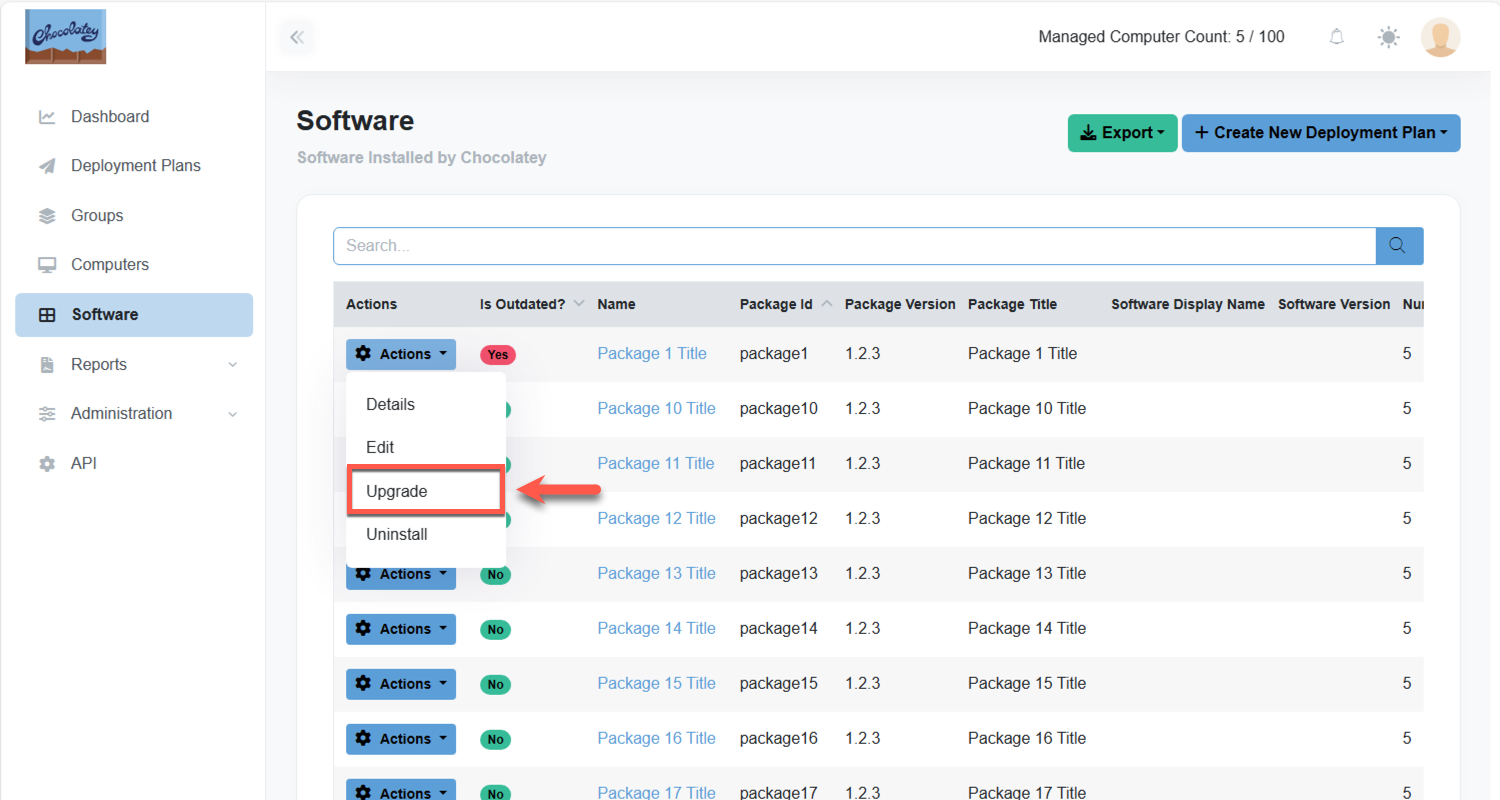 Chocolatey
Managed Computer Count: 5 / 100
Dashboard
Deployment Plans
Groups
Computers
Software
Reports
Administration
API
Software
Software Installed by Chocolatey
Export
+ Create New Deployment Plan
Search...
Actions Is Outdated? Name Package Id Package Version Package Title Software Display Name Software Version
Actions Yes Package 1 Title package1 1.2.3 Package 1 Title 5
Details
Package 10 Title package10 1.2.3 Package 10 Title 5
Edit
Package 11 Title package11 1.2.3 Package 11 Title 5
Upgrade
Package 12 Title package12 1.2.3 Package 12 Title 5
Uninstall
Actions No Package 13 Title package13 1.2.3 Package 13 Title 5
Actions No Package 14 Title package14 1.2.3 Package 14 Title 5
Actions No Package 15 Title package15 1.2.3 Package 15 Title 5
Actions No Package 16 Title package16 1.2.3 Package 16 Title 5
Actions No Package 17 Title package17 1.2.3 Package 17 Title 5